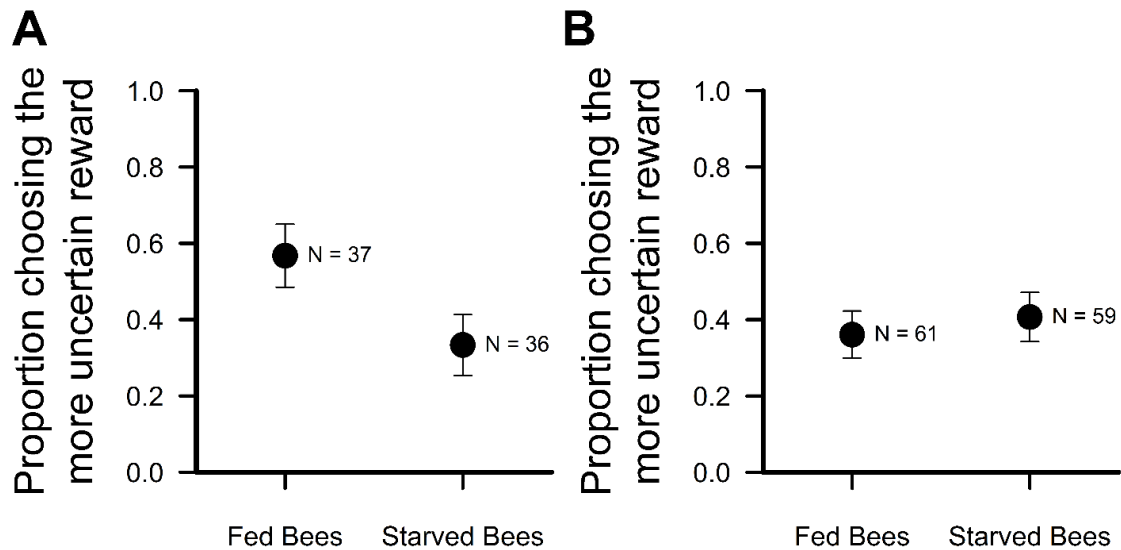 A
Proportion choosing the
more uncertain reward
1.0
0.8
0.6
0.4
0.2
0.0
N = 37
N = 36
Fed Bees
Starved Bees
B
Proportion choosing the
more uncertain reward
1.0
0.8
0.6
0.4
0.2
0.0
N = 61
N = 59
Fed Bees
Starved Bees